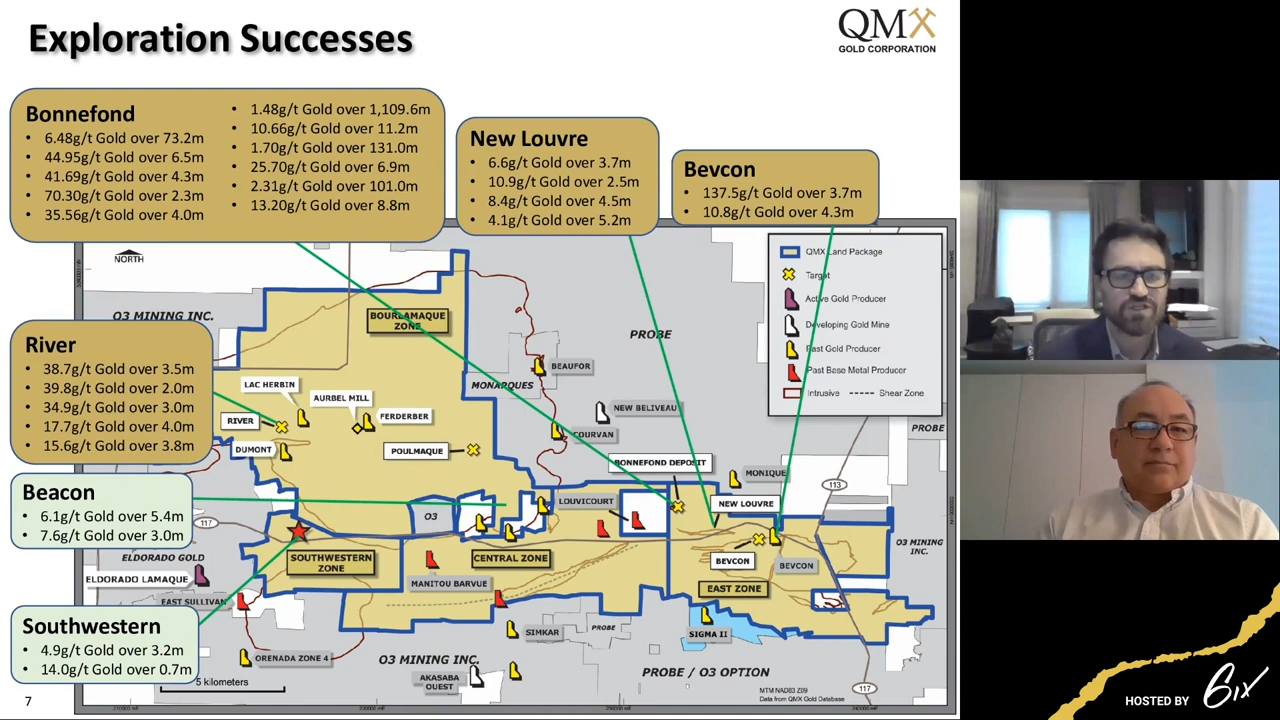 Exploration Successes
QMX
GOLD CORPORATION
Bonnefond
• 6.48g/t Gold over 73.2m
• 44.95g/t Gold over 6.5m
• 41.69g/t Gold over 4.3m
• 70.30g/t Gold over 2.3m
• 35.56g/t Gold over 4.0m
• 1.48g/t Gold over 1,109.6m
• 10.66g/t Gold over 11.2m
• 1.70g/t Gold over 131.0m
• 25.70g/t Gold over 6.9m
• 2.31g/t Gold over 101.0m
• 13.20g/t Gold over 8.8m
New Louvre
• 6.6g/t Gold over 3.7m
• 10.9g/t Gold over 2.5m
• 8.4g/t Gold over 4.5m
• 4.1g/t Gold over 5.2m
Bevcon
• 137.5g/t Gold over 3.7m
• 10.8g/t Gold over 4.3m
NORTH
QMX Land Package
Target
Active Gold Producer
Developing Gold Mine
Past Gold Producer
Past Base Metal Producer
Intrusive
Shear Zone
O3 MINING INC.
BOURLAMAQUE
ZONE
PROBE
River
• 38.7g/t Gold over 3.5m
• 39.8g/t Gold over 2.0m
• 34.9g/t Gold over 3.0m
• 17.7g/t Gold over 4.0m
• 15.6g/t Gold over 3.8m
BEAUFOR
LAC HERBIN
MONARQUES
AURBEL MILL
NEW BELIVEAU
FERDERBER
RIVER
COURVAN
PROBE
DUMONT
POULMAQUE
BONNEFOND DEPOSIT
MONIQUE
113
Beacon
• 6.1g/t Gold over 5.4m
• 7.6g/t Gold over 3.0m
LOUVICOURT
NEW LOUVRE
O3
117
O3 MINING
INC.
ELDORADO GOLD
SOUTHWESTERN
ZONE
CENTRAL ZONE
BEVCON
BEVCON
ELDORADO LAMAQUE
MANITOU BARVUE
EAST ZONE
EAST SULLIVAN
Southwestern
• 4.9g/t Gold over 3.2m
• 14.0g/t Gold over 0.7m
SIMKAR
PROBE
SIGMA II
ORENADA ZONE 4
O3 MINING INC.
PROBE / O3 OPTION
AKASABA
OUEST
5 kilometers
117
MTM NAD83 Z09
Data from QMX Gold Database
7
HOSTED BY 6ix